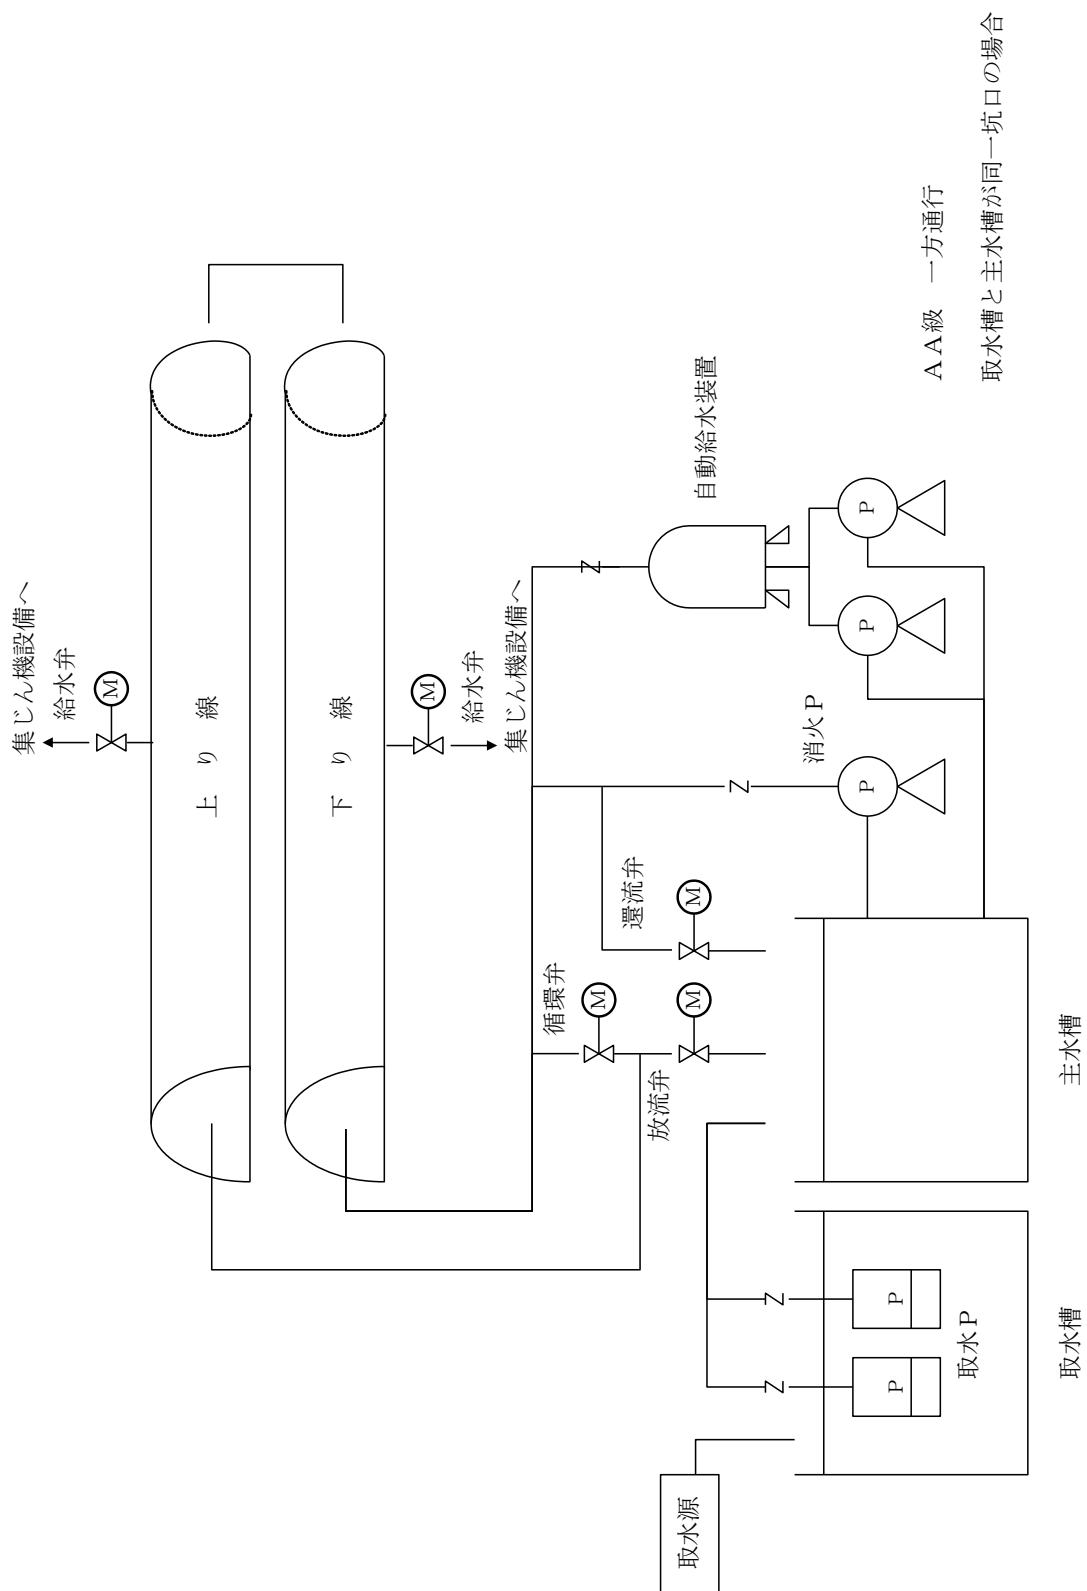 集じん機設備へ
給水弁
M
上り線
下り線
M
給水弁
集じん機設備へ
自動給水装置
Z
循環弁
M
放流弁
M
還流弁
M
Z
消火P
P
P
P
取水源
Z
Z
P
P
取水P
取水槽
主水槽
AA級 一方通行
取水槽と主水槽が同一坑口の場合